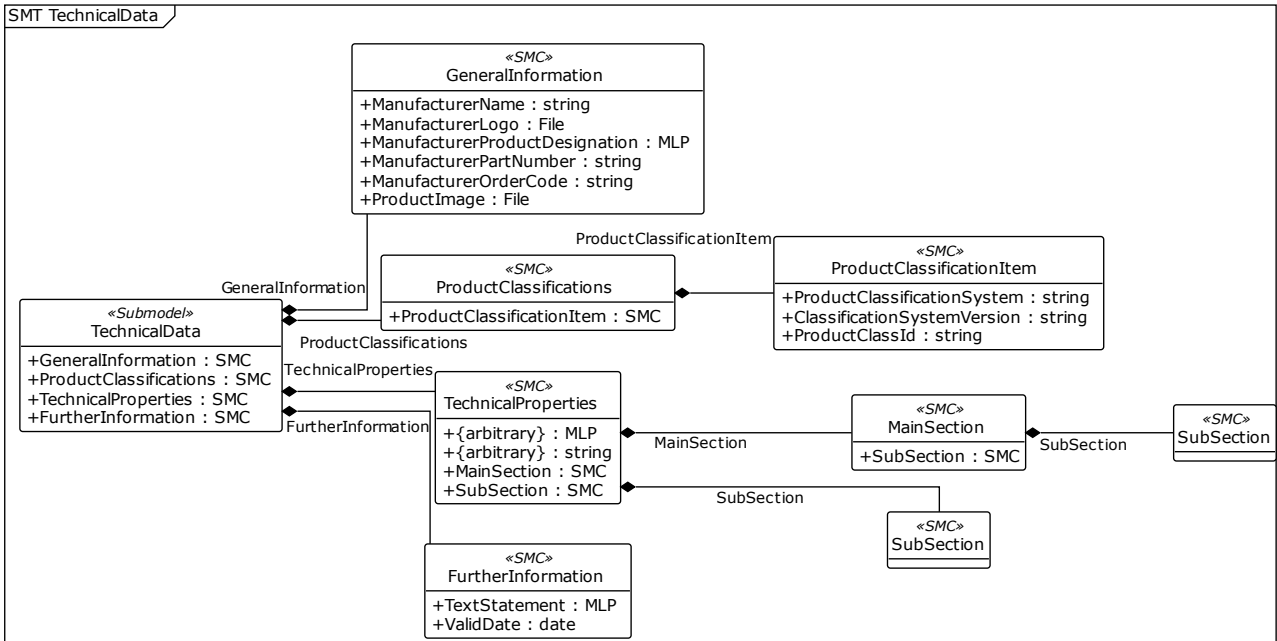 SMT TechnicalData
«SMC»
GeneralInformation
+ManufacturerName : string
+ManufacturerLogo : File
+ManufacturerProductDesignation : MLP
+ManufacturerPartNumber : string
+ManufacturerOrderCode : string
+ProductImage : File
ProductClassificationItem
«SMC»
ProductClassifications
+ProductClassificationItem : SMC
«SMC»
ProductClassificationItem
+ProductClassificationSystem : string
+ClassificationSystemVersion : string
+ProductClassId : string
GeneralInformation
«Submodel»
TechnicalData
+GeneralInformation : SMC
+ProductClassifications : SMC
+TechnicalProperties : SMC
+FurtherInformation : SMC
ProductClassifications
TechnicalProperties
FurtherInformation
«SMC»
TechnicalProperties
+{arbitrary} : MLP
+{arbitrary} : string
+MainSection : SMC
+SubSection : SMC
MainSection
«SMC»
MainSection
+SubSection : SMC
SubSection
«SMC»
SubSection
SubSection
«SMC»
SubSection
«SMC»
FurtherInformation
+TextStatement : MLP
+ValidDate : date